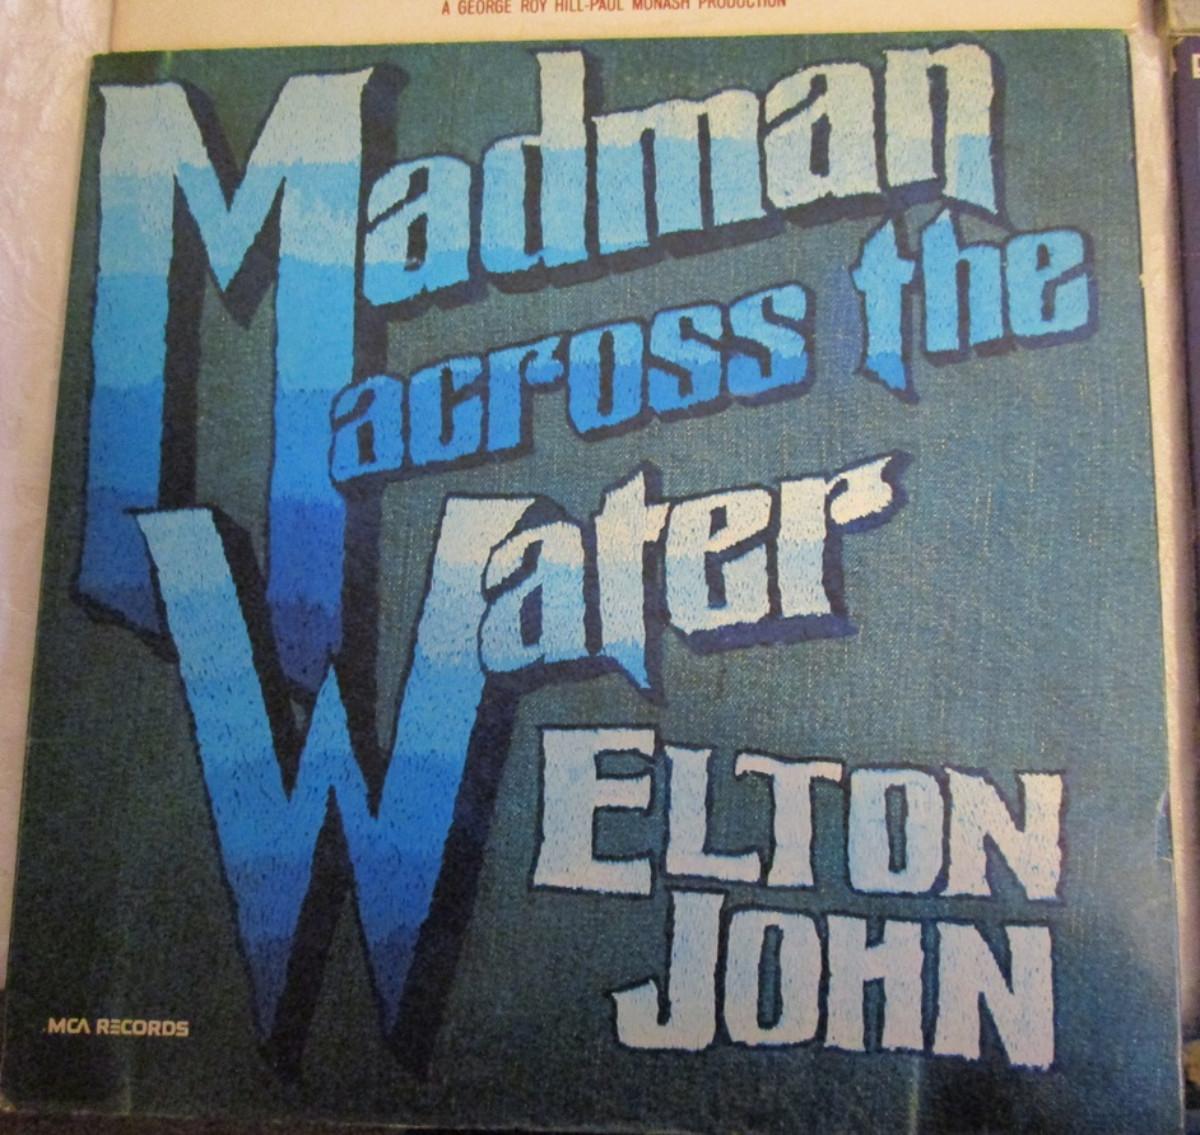 A GEORGE ROY HILL-PAUL MONASH PRODUCTION
Madman
across the
Water
ELTON
JOHN
MCA RECORDS